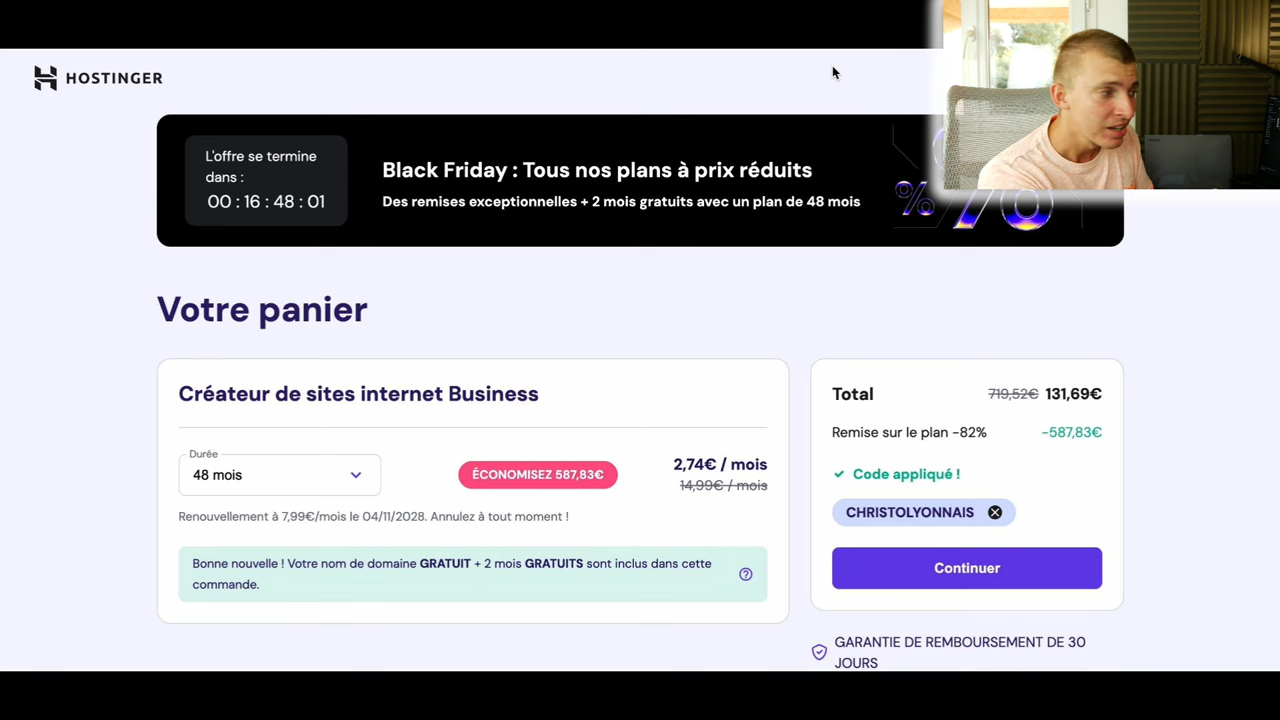 HOSTINGER
L'offre se termine
dans :
00 : 16 : 48 : 01
Black Friday : Tous nos plans à prix réduits
Des remises exceptionnelles + 2 mois gratuits avec un plan de 48 mois
%
%
Votre panier
Créateur de sites internet Business
Durée
48 mois
ÉCONOMISEZ 587,83€
2,74€ / mois
14,99€ / mois
Renouvellement à 7,99€/mois le 04/11/2028. Annulez à tout moment !
Bonne nouvelle ! Votre nom de domaine GRATUIT + 2 mois GRATUITS sont inclus dans cette
commande.
Total 719,52€ 131,69€
Remise sur le plan -82% -587,83€
Code appliqué !
CHRISTOLYONNAIS
Continuer
GARANTIE DE REMBOURSEMENT DE 30
JOURS